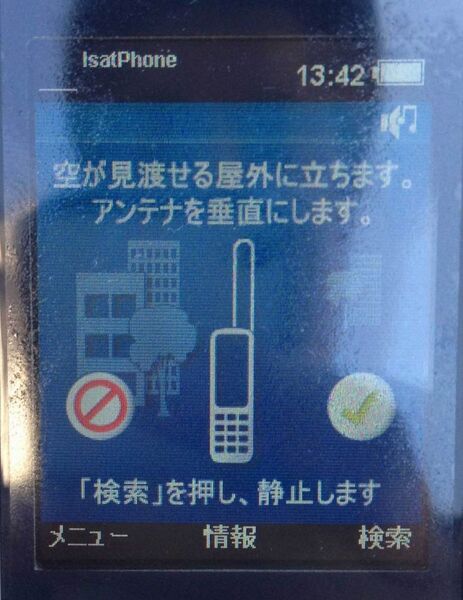 IsatPhone
13:42
空が見渡せる屋外に立ちます。
アンテナを垂直にします。
「検索」を押し、静止します
メニュー 情報 検索